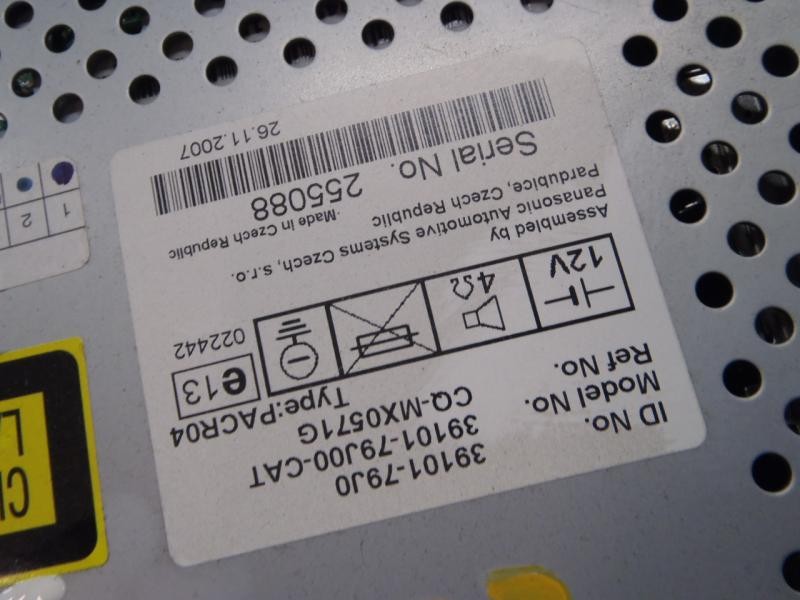 ID No. 39101-79J0
Model No. 39101-79J00-CAT
Ref No. CQ-MX0571G
Type:PACR04
12V
4Ω
e13
022442
Assembled by
Panasonic Automotive Systems Czech, s.r.o.
Pardubice, Czech Republic
Made in Czech Republic
Serial No. 255088
26.11.2007
1 2